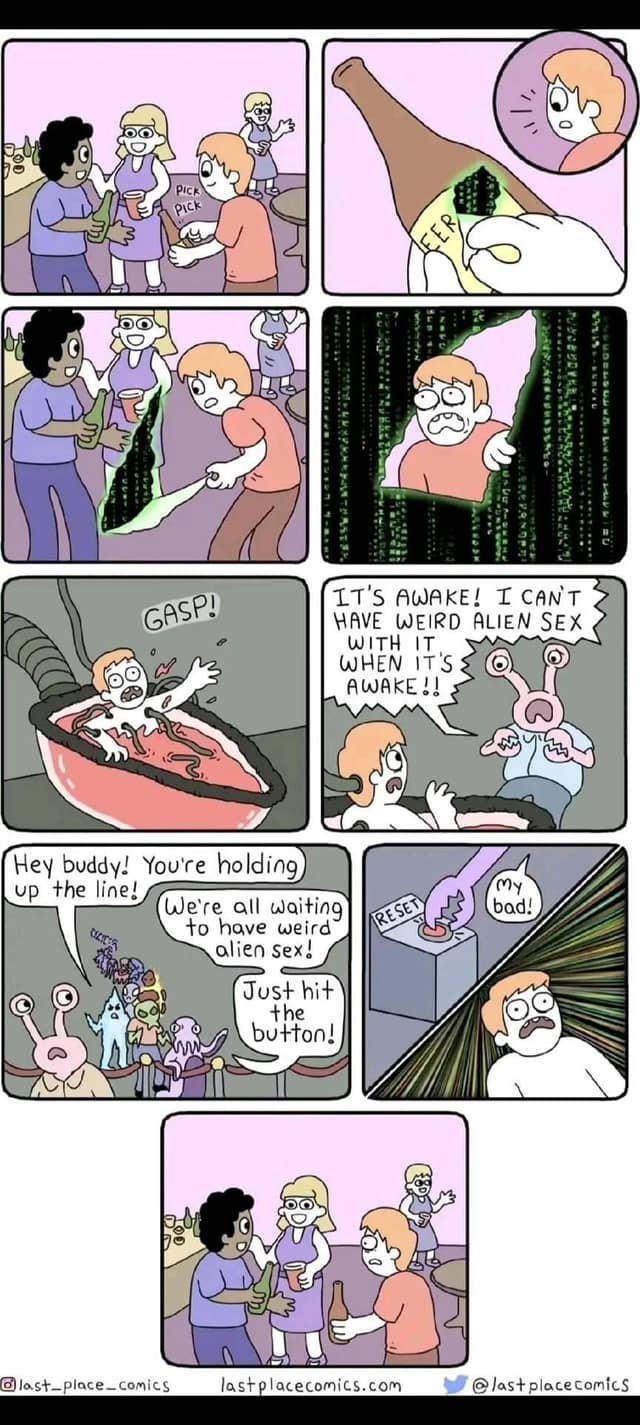 PICK
PICK
EER
GASP!
IT'S AWAKE! I CAN'T
HAVE WEIRD ALIEN SEX
WITH IT
WHEN IT'S
AWAKE!!
Hey buddy! You're holding
up the line!
We're all waiting
to have weird
alien sex!
Just hit
the
button!
RESET
My
bad!
last_place_comics lastplacecomics.com @lastplacecomics